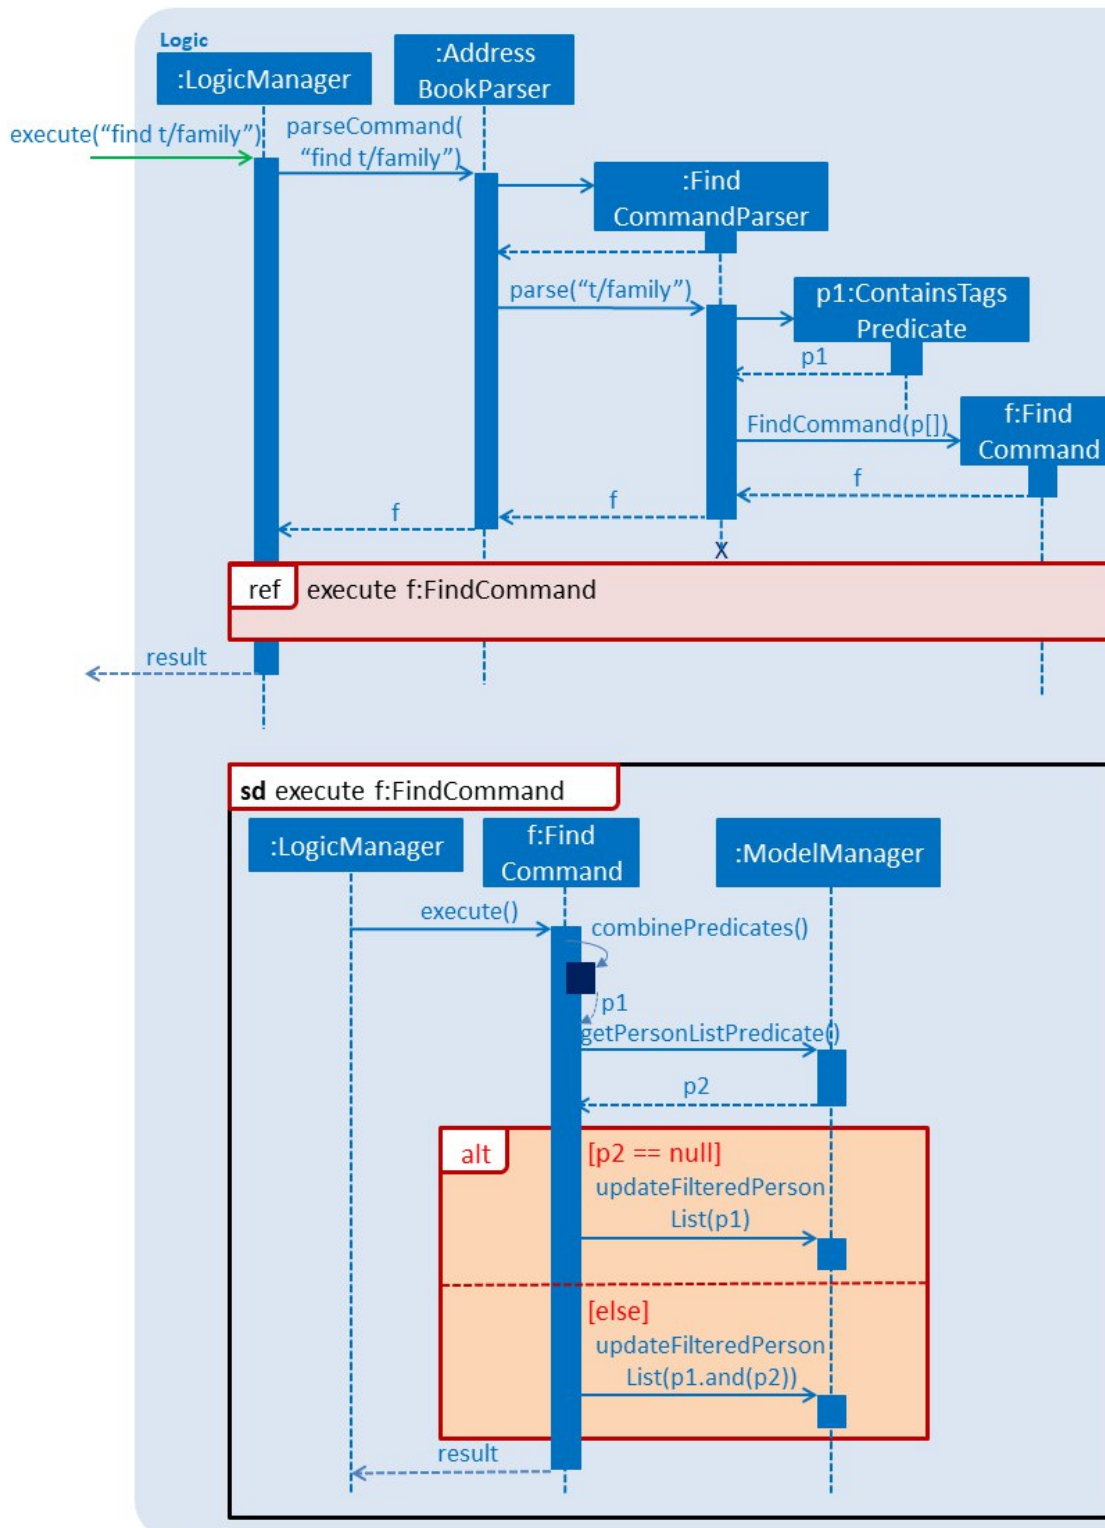 Logic
:LogicManager
:Address
BookParser
execute(“find t/family”)
parseCommand(
“find t/family”)
:Find
CommandParser
parse(“t/family”)
p1:ContainsTags
Predicate
p1
FindCommand(p[])
f:Find
Command
f
f
f
X
ref
execute f:FindCommand
result
sd execute f:FindCommand
:LogicManager
f:Find
Command
:ModelManager
execute()
combinePredicates()
p1
getPersonListPredicate()
p2
alt
[p2 == null]
updateFilteredPerson
List(p1)
[else]
updateFilteredPerson
List(p1.and(p2))
result